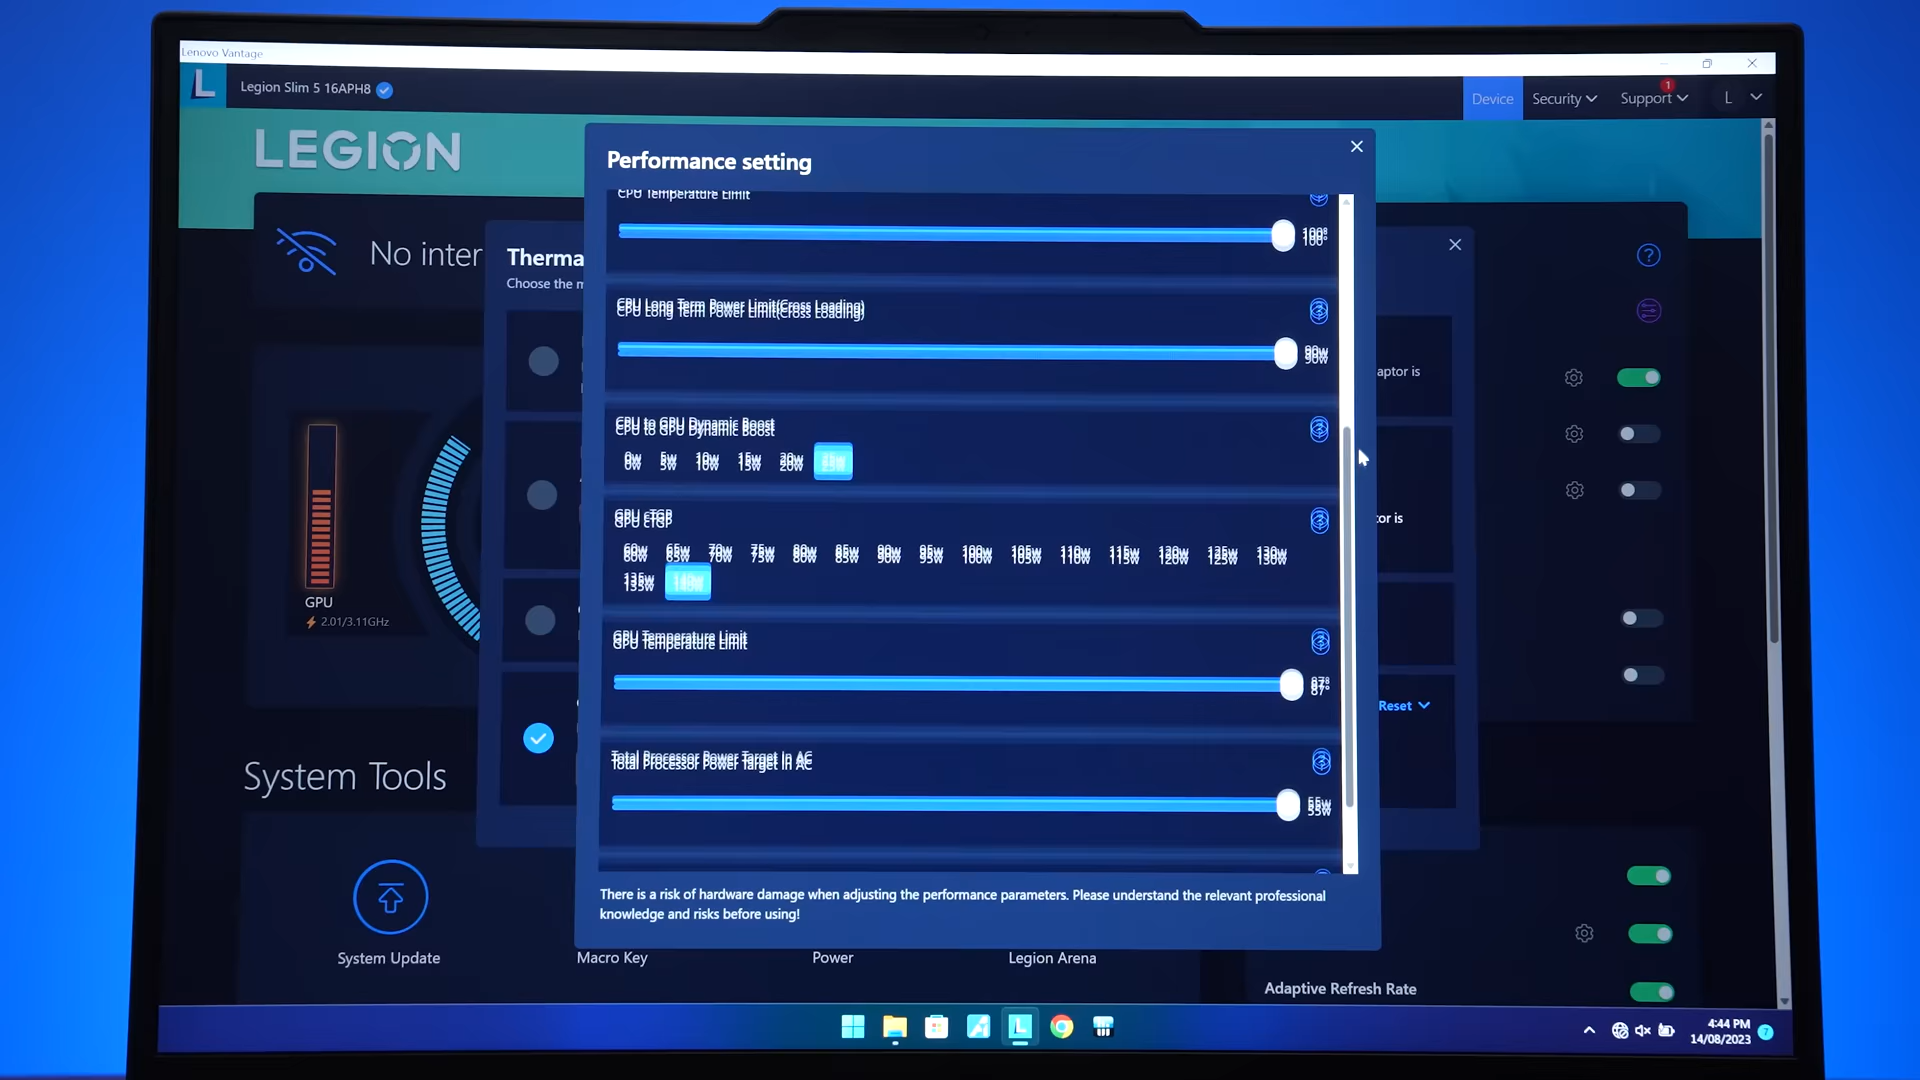 Lenovo Vantage
L
Legion Slim 5 16APH8
Device
Security
Support
1
L
LEGION
No inter
Therma
Choose the m
Performance setting
CPU Temperature Limit
100°
CPU Long Term Power Limit(Cross Loading)
90w
CPU to GPU Dynamic Boost
0w 5w 10w 15w 20w 25w
GPU cTGP
60w 65w 70w 75w 80w 85w 90w 95w 100w 105w 110w 115w 120w 125w 130w
135w 140w
GPU Temperature Limit
87°
Total Processor Power Target In AC
55w
There is a risk of hardware damage when adjusting the performance parameters. Please understand the relevant professional
knowledge and risks before using!
aptor is
tor is
Reset
GPU
2.01/3.11GHz
System Tools
System Update
Macro Key
Power
Legion Arena
Adaptive Refresh Rate
L
4:44 PM
14/08/2023
7